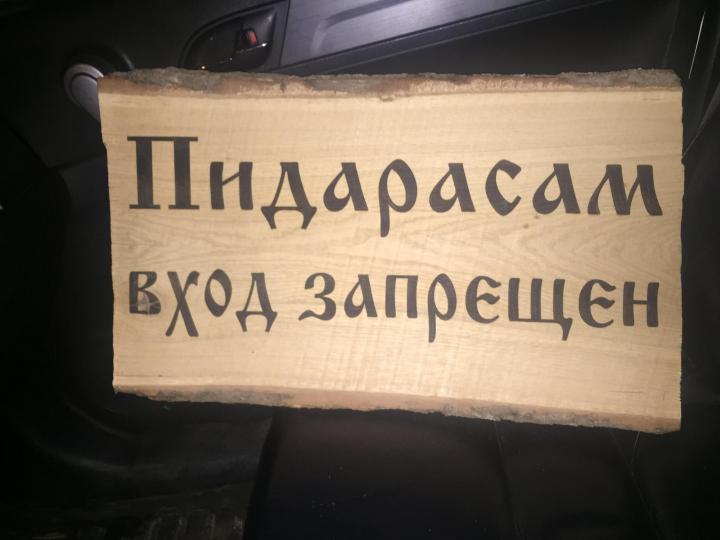 Пидарасам
вход запрещен